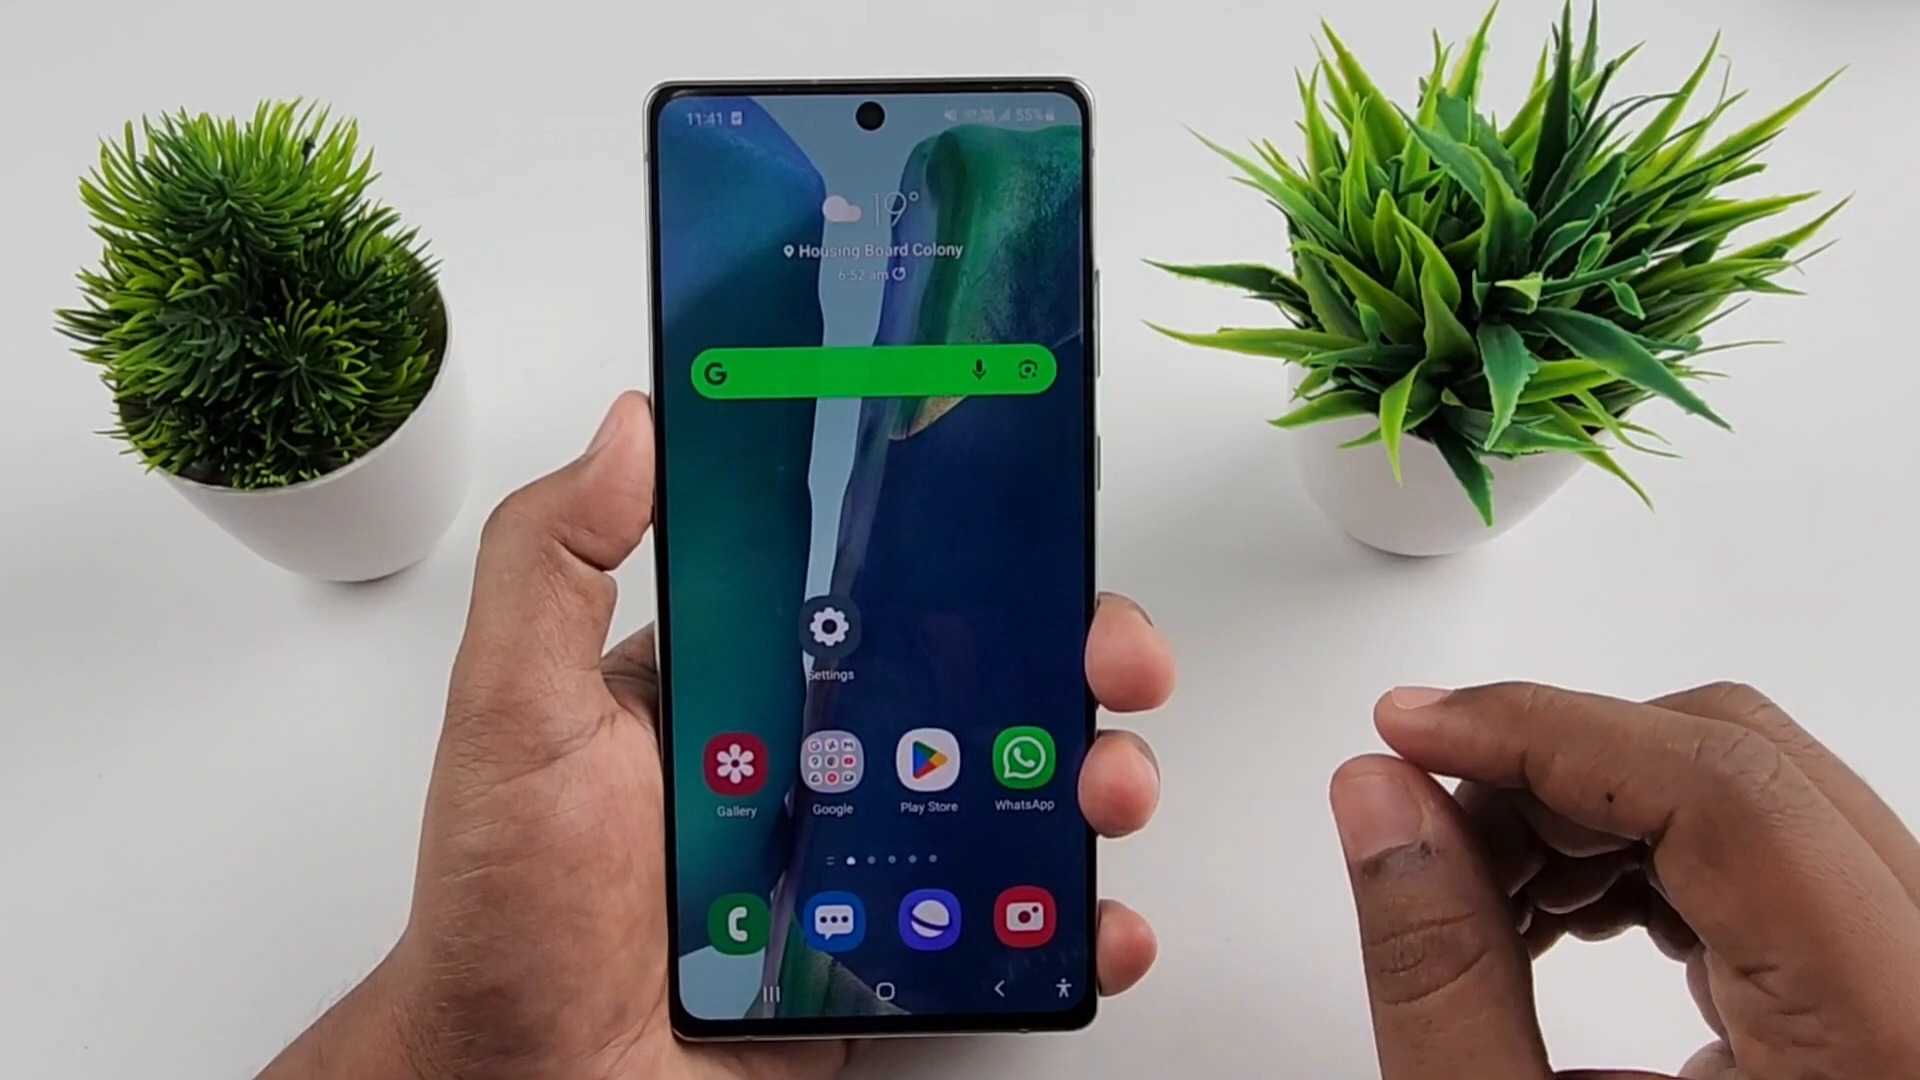 11:41
55%
19°
Housing Board Colony
6:52 am
G
Settings
Gallery
Google
Play Store
WhatsApp